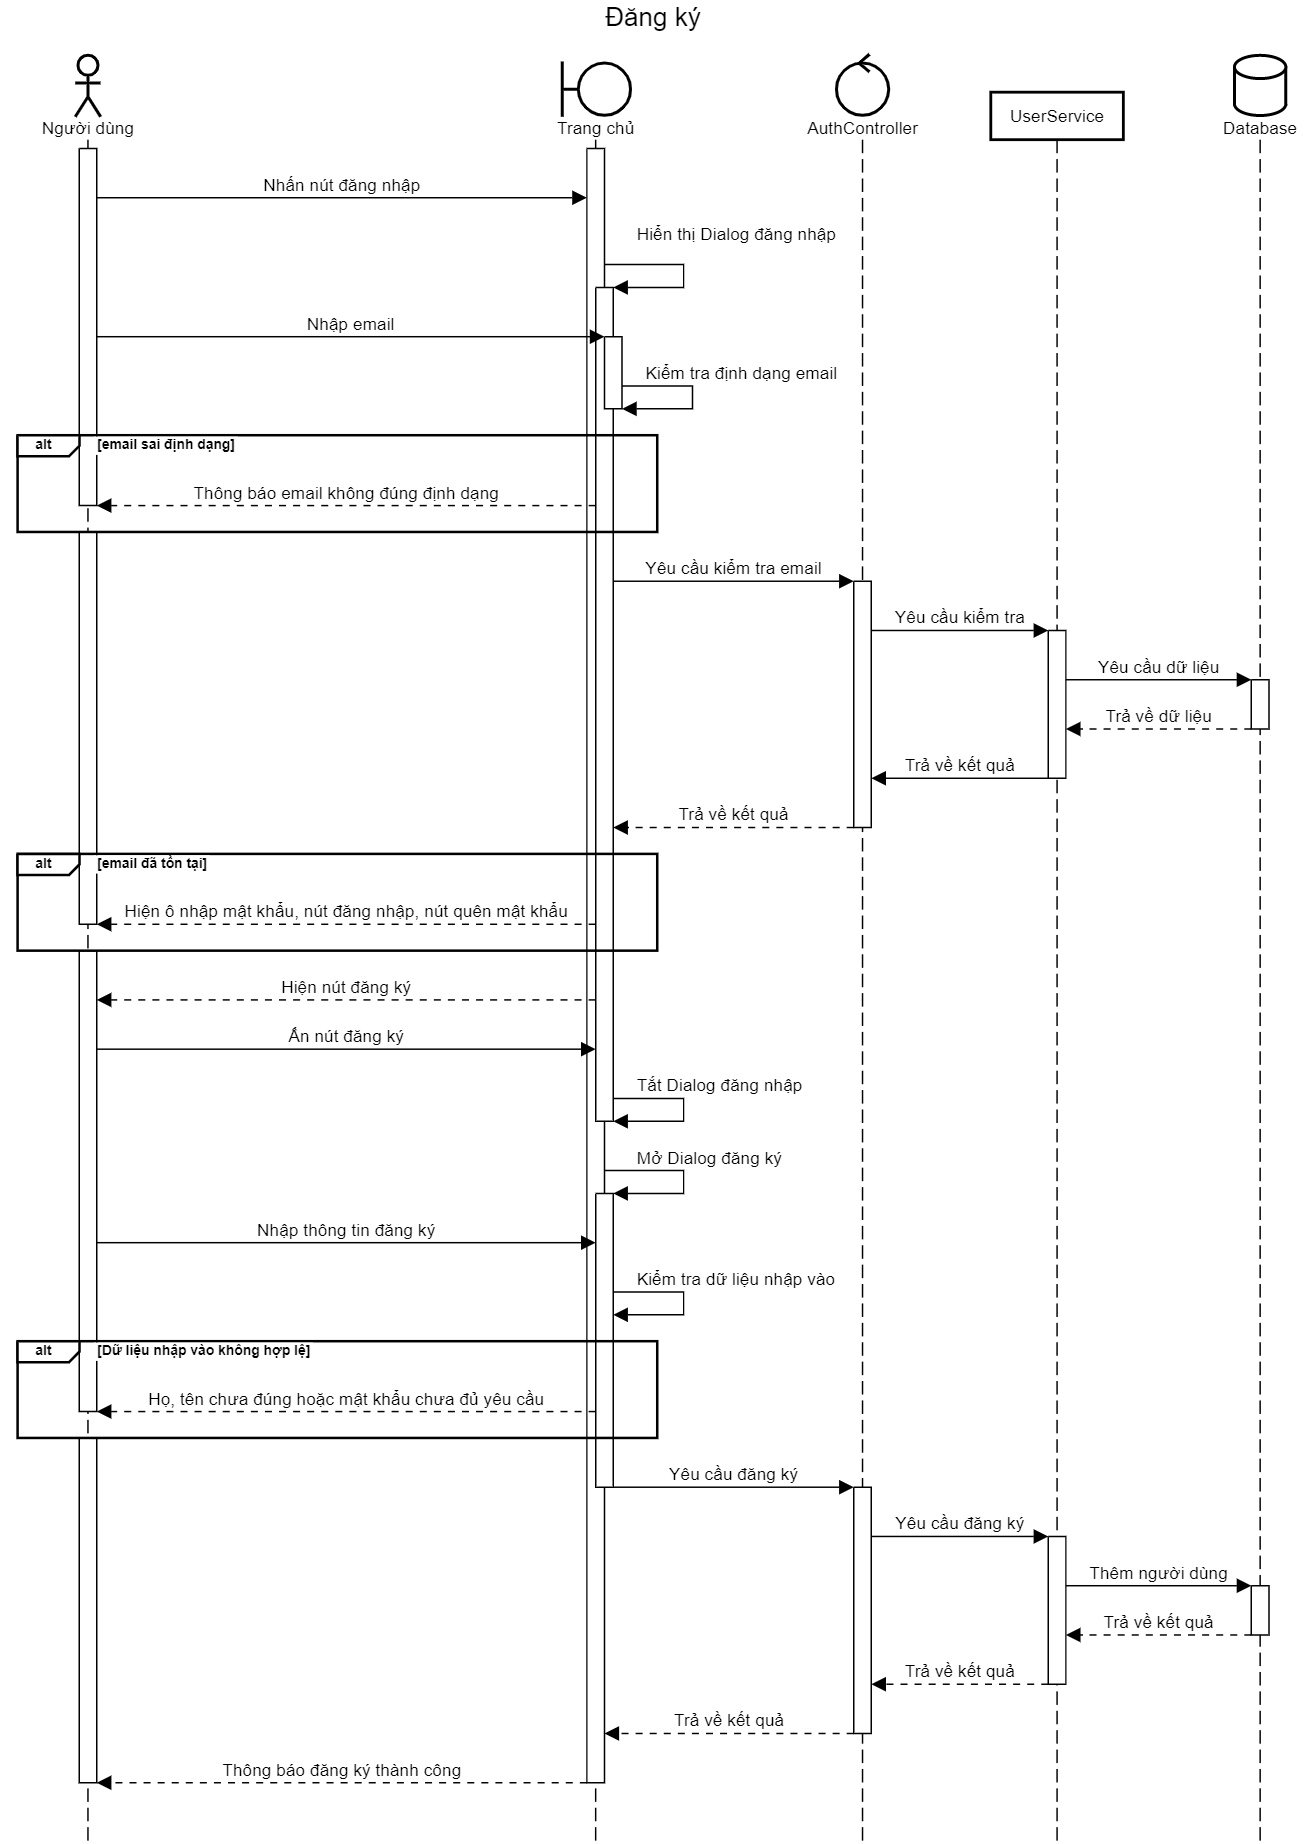 Đăng ký
Người dùng
Trang chủ
AuthController
UserService
Database
Nhấn nút đăng nhập
Hiển thị Dialog đăng nhập
Nhập email
Kiểm tra định dạng email
alt
[email sai định dạng]
Thông báo email không đúng định dạng
Yêu cầu kiểm tra email
Yêu cầu kiểm tra
Yêu cầu dữ liệu
Trả về dữ liệu
Trả về kết quả
Trả về kết quả
alt
[email đã tồn tại]
Hiện ô nhập mật khẩu, nút đăng nhập, nút quên mật khẩu
Hiện nút đăng ký
Ấn nút đăng ký
Tắt Dialog đăng nhập
Mở Dialog đăng ký
Nhập thông tin đăng ký
Kiểm tra dữ liệu nhập vào
alt
[Dữ liệu nhập vào không hợp lệ]
Họ, tên chưa đúng hoặc mật khẩu chưa đủ yêu cầu
Yêu cầu đăng ký
Yêu cầu đăng ký
Thêm người dùng
Trả về kết quả
Trả về kết quả
Trả về kết quả
Thông báo đăng ký thành công